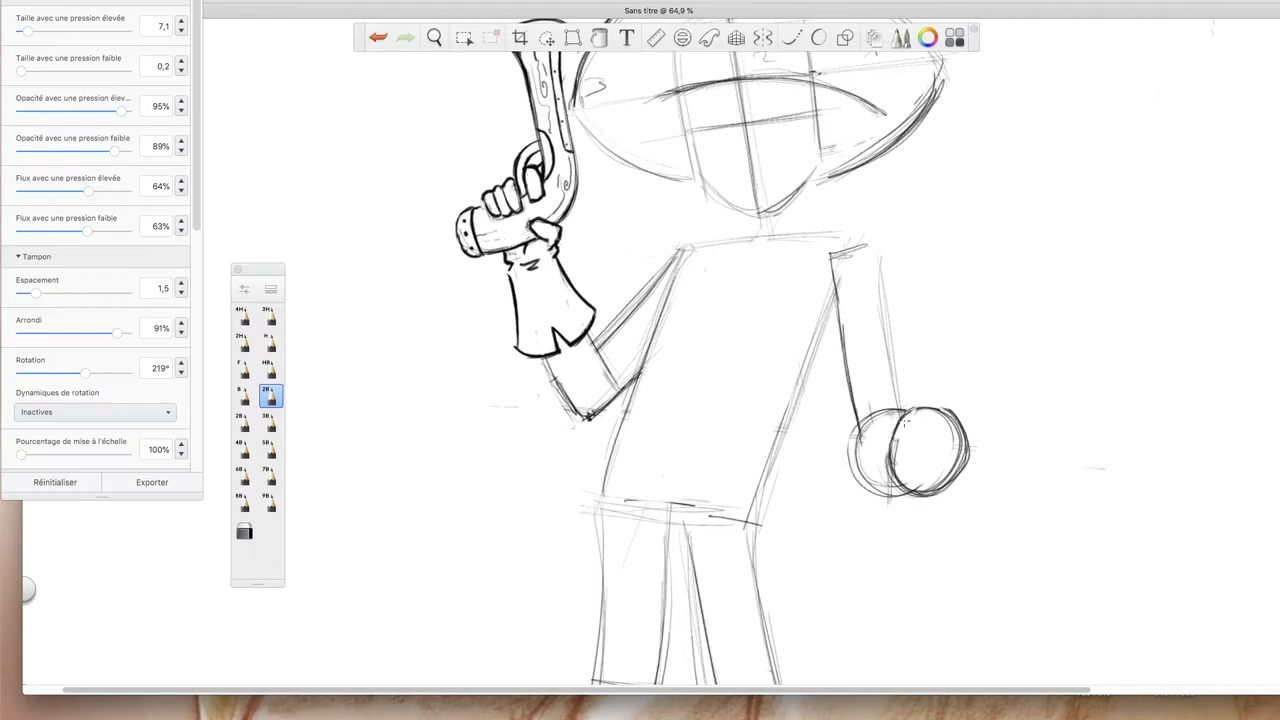 Sans titre @ 64,9 %
Taille avec une pression élevée
7,1
Taille avec une pression faible
0,2
Opacité avec une pression élev...
95%
Opacité avec une pression faible
89%
Flux avec une pression élevée
64%
Flux avec une pression faible
63%
Tampon
Espacement
1,5
Arrondi
91%
Rotation
219°
Dynamiques de rotation
Inactives
Pourcentage de mise à l'échelle
100%
Réinitialiser
Exporter
T
4H 3H
2H H
F HB
B 2B
2B 3B
4B 5B
6B 7B
8B 9B
3